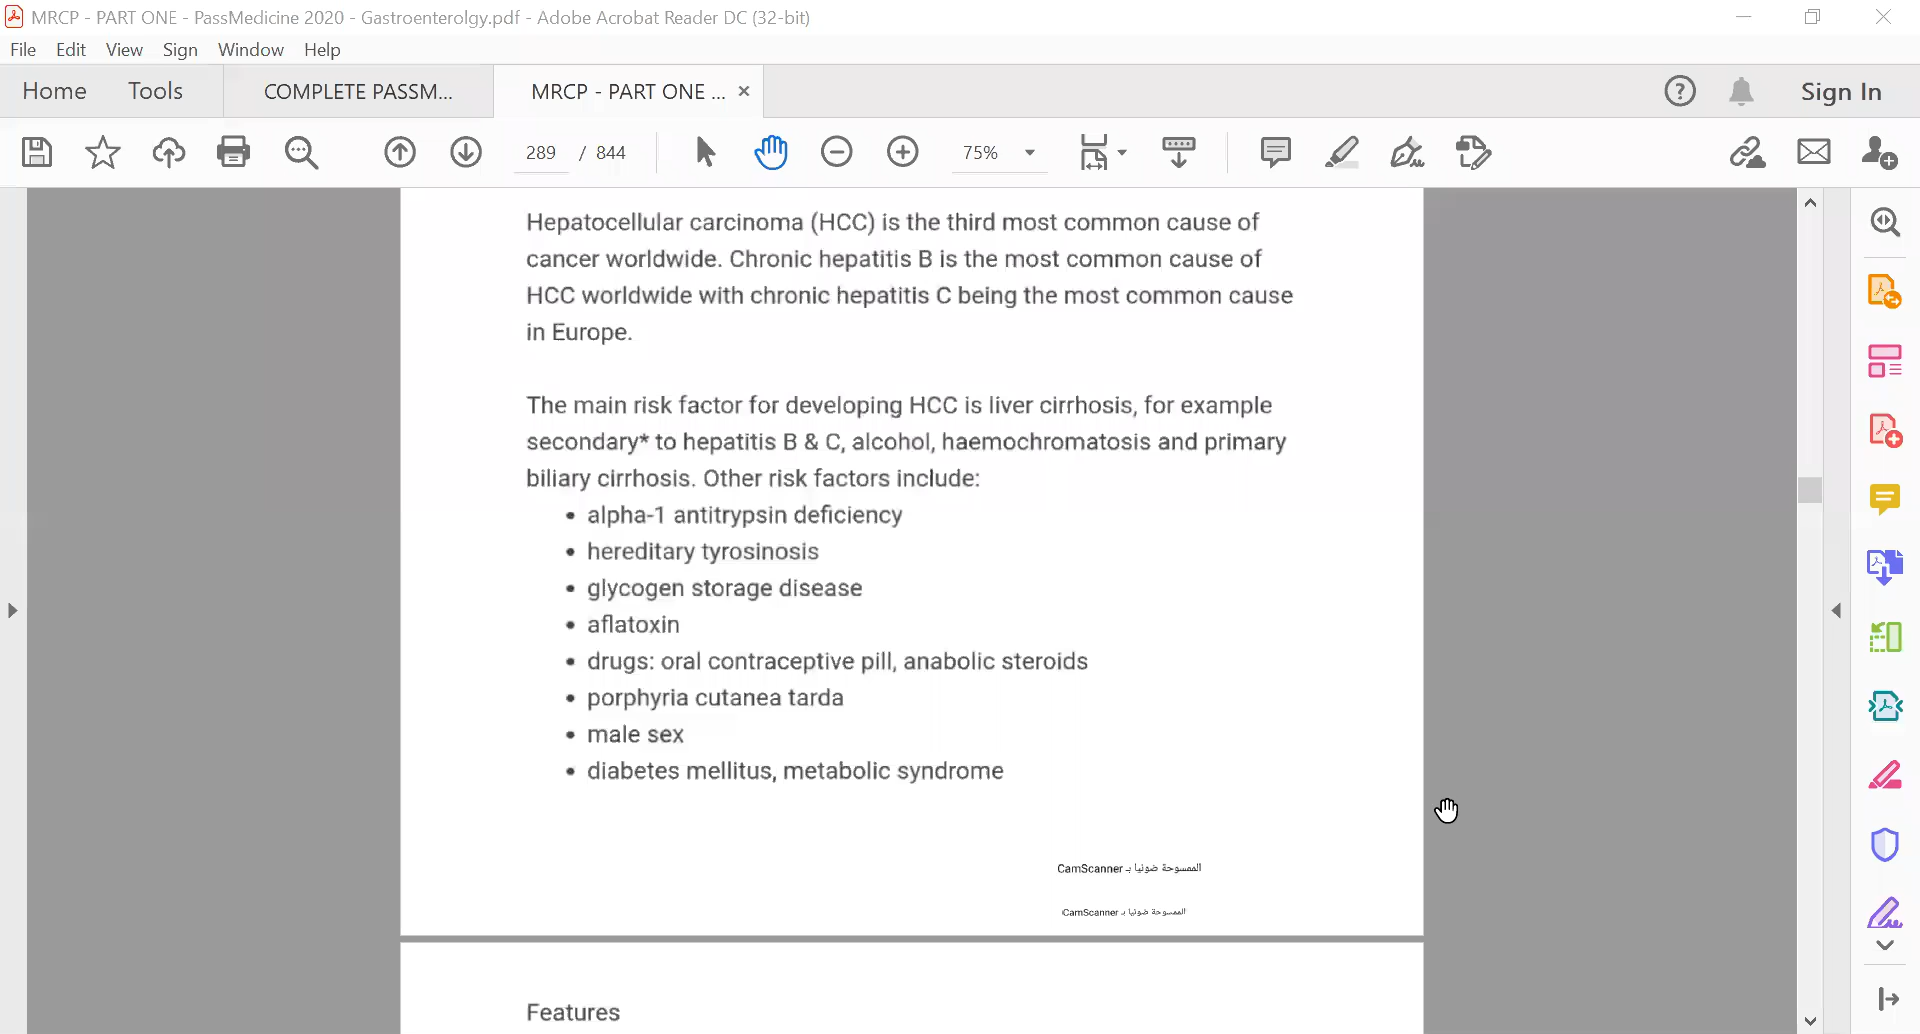 MRCP - PART ONE - PassMedicine 2020 - Gastroenterolgy.pdf - Adobe Acrobat Reader DC (32-bit)
File Edit View Sign Window Help
Home Tools COMPLETE PASSM... MRCP - PART ONE ... Sign In
289 / 844 75%
Hepatocellular carcinoma (HCC) is the third most common cause of
cancer worldwide. Chronic hepatitis B is the most common cause of
HCC worldwide with chronic hepatitis C being the most common cause
in Europe.
The main risk factor for developing HCC is liver cirrhosis, for example
secondary* to hepatitis B & C, alcohol, haemochromatosis and primary
biliary cirrhosis. Other risk factors include:
• alpha-1 antitrypsin deficiency
• hereditary tyrosinosis
• glycogen storage disease
• aflatoxin
• drugs: oral contraceptive pill, anabolic steroids
• porphyria cutanea tarda
• male sex
• diabetes mellitus, metabolic syndrome
الممسوحة ضوئيا بـ CamScanner
الممسوحة ضوئيا بـ CamScanner
Features